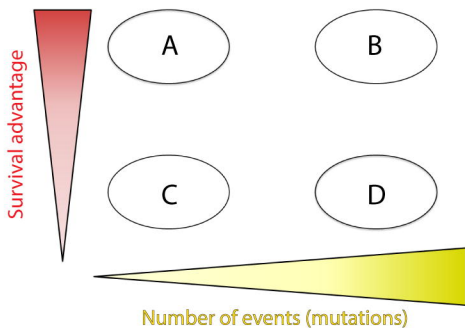 Survival advantage
A
B
C
D
Number of events (mutations)